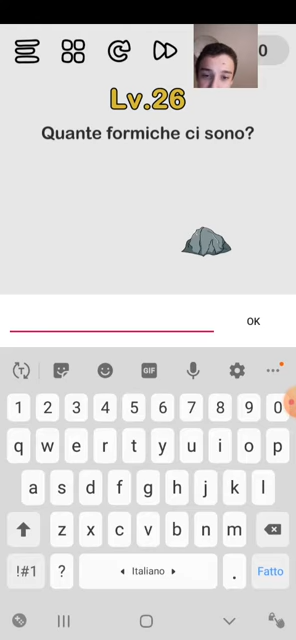 0
Lv.26
Quante formiche ci sono?
OK
GIF
1 2 3 4 5 6 7 8 9 0
q w e r t y u i o p
a s d f g h j k l
z x c v b n m
!#1 ? Italiano . Fatto